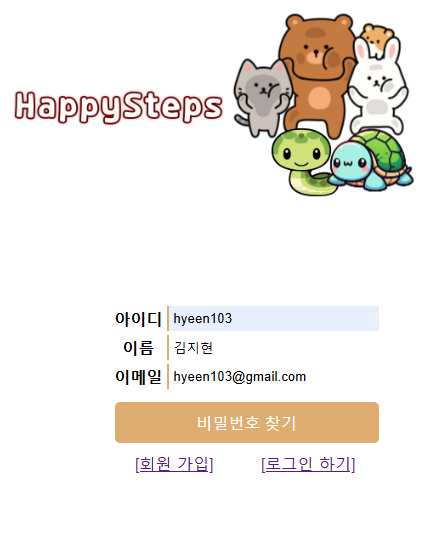 HappySteps
아이디 hyeen103
이름 김지현
이메일 hyeen103@gmail.com
비밀번호 찾기
[회원 가입] [로그인 하기]